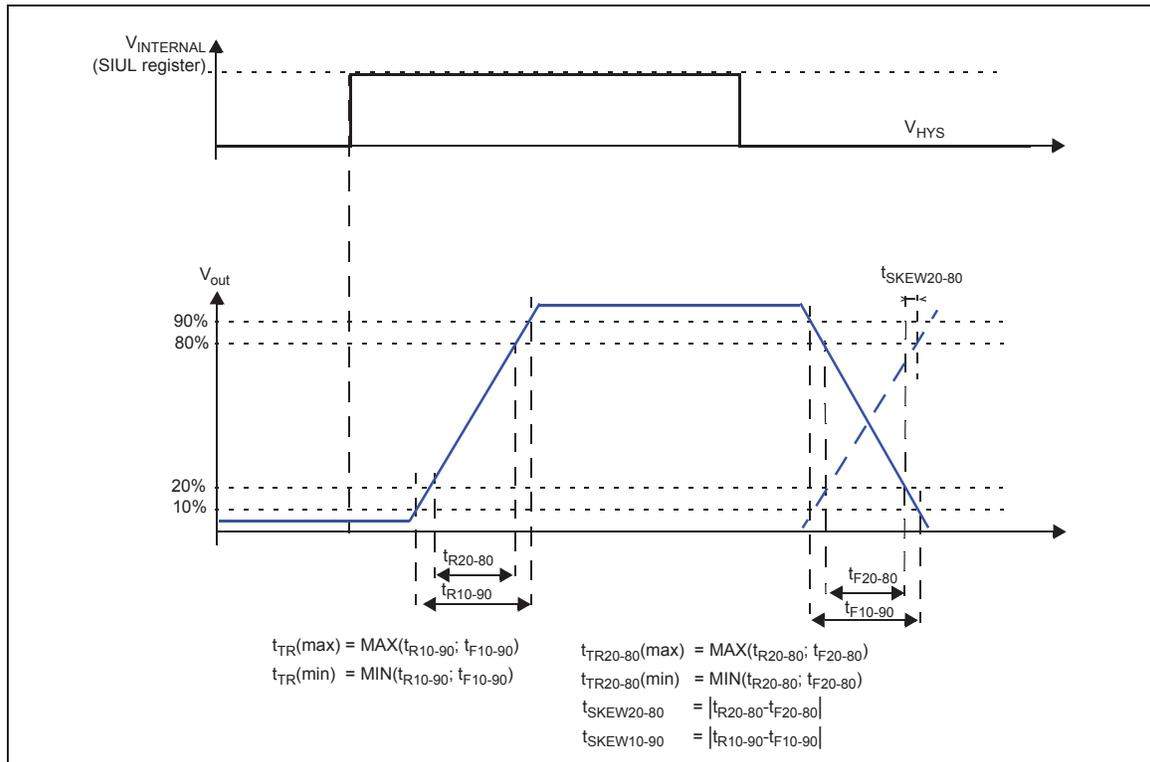 VINTERNAL
(SIUL register)
VHYS
Vout
tSKEW20-80
90%
80%
20%
10%
tR20-80
tR10-90
tF20-80
tF10-90
tTR(max) = MAX(tR10-90; tF10-90)
tTR(min) = MIN(tR10-90; tF10-90)
tTR20-80(max) = MAX(tR20-80; tF20-80)
tTR20-80(min) = MIN(tR20-80; tF20-80)
tSKEW20-80 = |tR20-80-tF20-80|
tSKEW10-90 = |tR10-90-tF10-90|